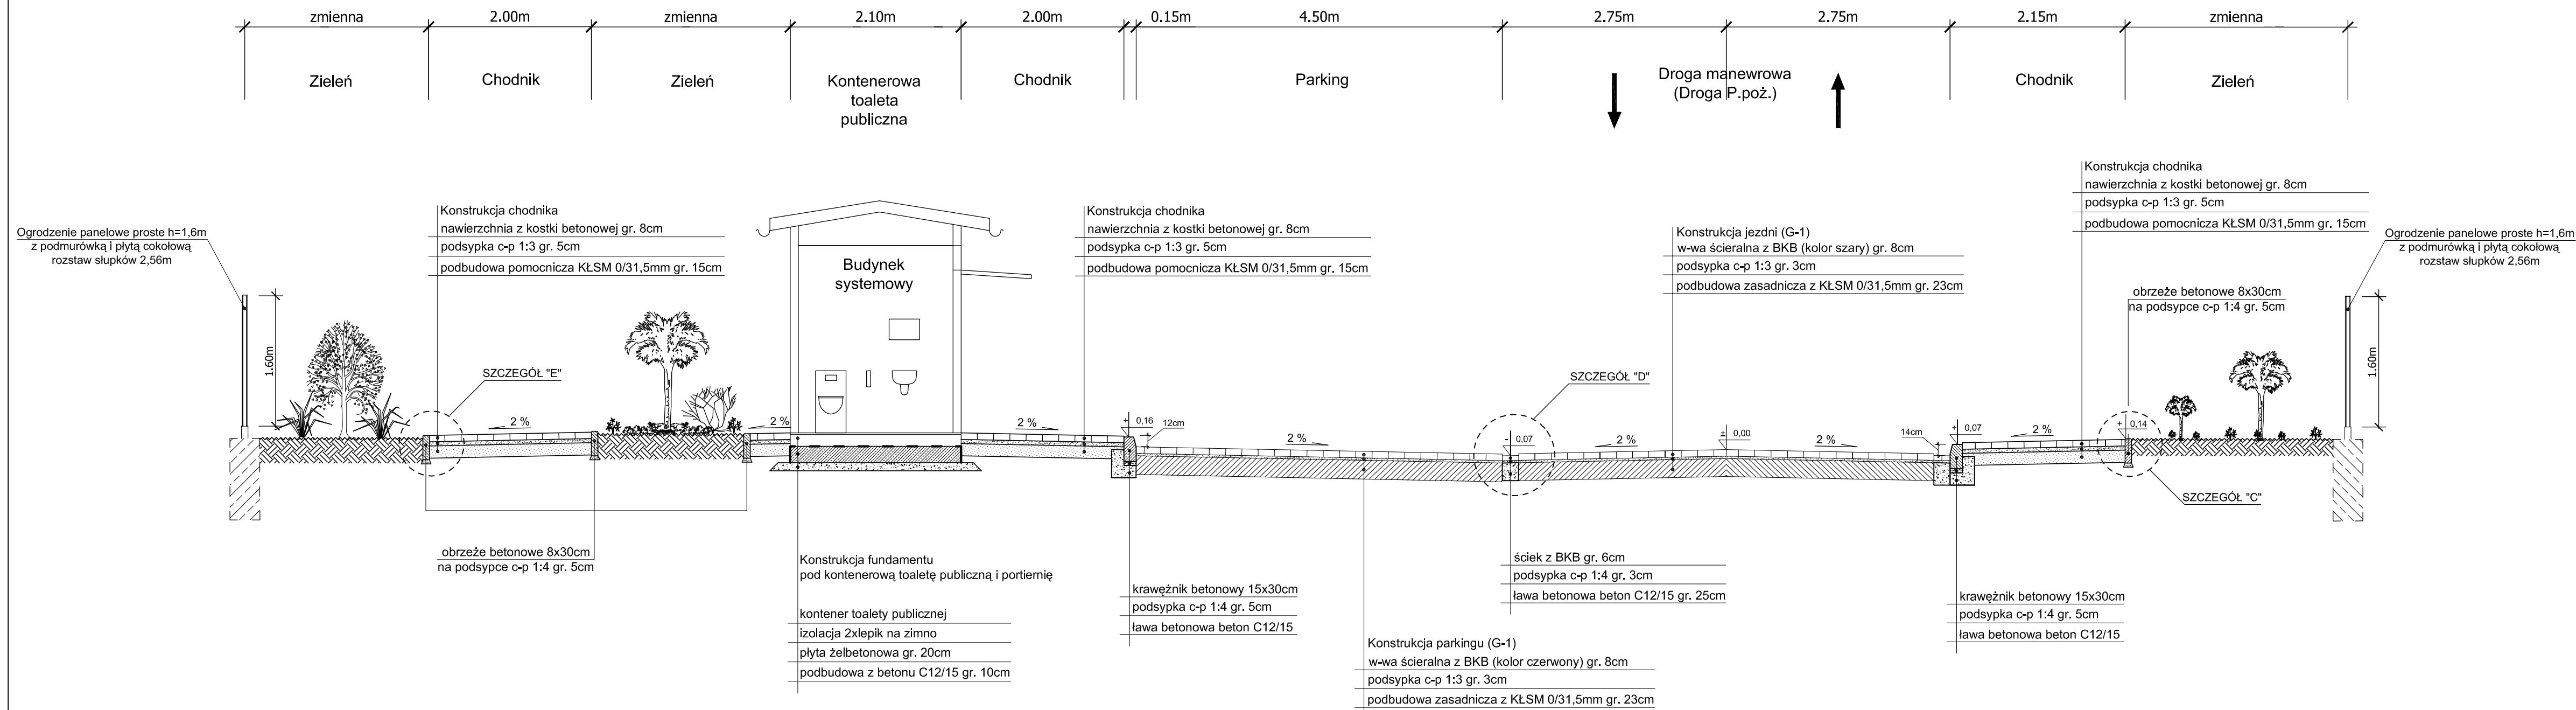 zmienna
2.00m
zmienna
2.10m
2.00m
0.15m
4.50m
2.75m
2.75m
2.15m
zmienna
Zieleń
Chodnik
Zieleń
Kontenerowa
toaleta
publiczna
Chodnik
Parking
Droga manewrowa
(Droga P.poż.)
Chodnik
Zieleń
Ogrodzenie panelowe proste h=1,6m
z podmurówką i płytą cokołową
rozstaw słupków 2,56m
1.60m
Konstrukcja chodnika
nawierzchnia z kostki betonowej gr. 8cm
podsypka c-p 1:3 gr. 5cm
podbudowa pomocnicza KŁSM 0/31,5mm gr. 15cm
SZCZEGÓŁ "E"
2 %
2 %
Budynek
systemowy
Konstrukcja chodnika
nawierzchnia z kostki betonowej gr. 8cm
podsypka c-p 1:3 gr. 5cm
podbudowa pomocnicza KŁSM 0/31,5mm gr. 15cm
2 %
+ 0,16
12cm
2 %
SZCZEGÓŁ "D"
- 0,07
2 %
Konstrukcja jezdni (G-1)
w-wa ścieralna z BKB (kolor szary) gr. 8cm
podsypka c-p 1:3 gr. 3cm
podbudowa zasadnicza z KŁSM 0/31,5mm gr. 23cm
± 0,00
2 %
14cm
+ 0,07
2 %
Konstrukcja chodnika
nawierzchnia z kostki betonowej gr. 8cm
podsypka c-p 1:3 gr. 5cm
podbudowa pomocnicza KŁSM 0/31,5mm gr. 15cm
obrzeże betonowe 8x30cm
na podsypce c-p 1:4 gr. 5cm
+ 0,14
SZCZEGÓŁ "C"
Ogrodzenie panelowe proste h=1,6m
z podmurówką i płytą cokołową
rozstaw słupków 2,56m
1.60m
obrzeże betonowe 8x30cm
na podsypce c-p 1:4 gr. 5cm
Konstrukcja fundamentu
pod kontenerową toaletę publiczną i portiernię
kontener toalety publicznej
izolacja 2xlepik na zimno
płyta żelbetonowa gr. 20cm
podbudowa z betonu C12/15 gr. 10cm
krawężnik betonowy 15x30cm
podsypka c-p 1:4 gr. 5cm
ława betonowa beton C12/15
Konstrukcja parkingu (G-1)
w-wa ścieralna z BKB (kolor czerwony) gr. 8cm
podsypka c-p 1:3 gr. 3cm
podbudowa zasadnicza z KŁSM 0/31,5mm gr. 23cm
ściek z BKB gr. 6cm
podsypka c-p 1:4 gr. 3cm
ława betonowa beton C12/15 gr. 25cm
krawężnik betonowy 15x30cm
podsypka c-p 1:4 gr. 5cm
ława betonowa beton C12/15